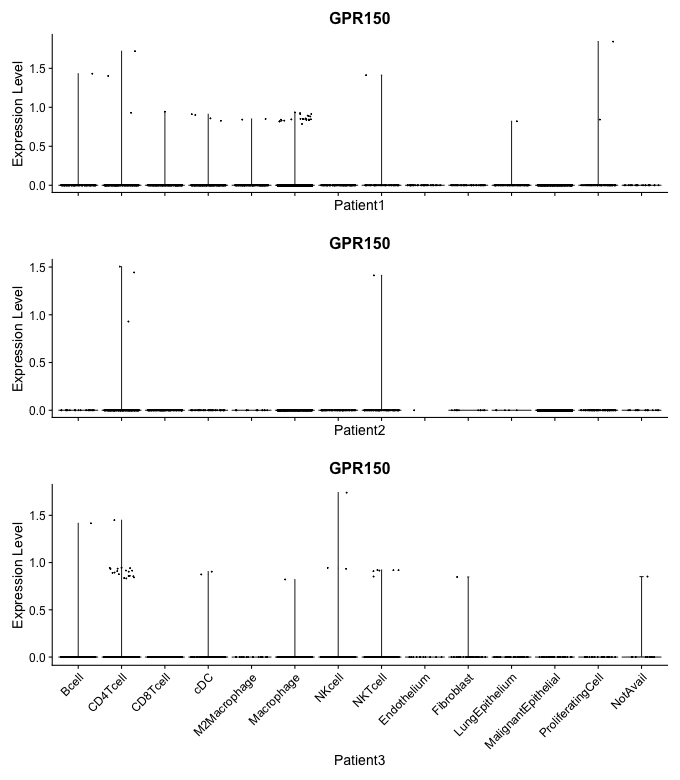 GPR150
Expression Level
1.5
1.0
0.5
0.0
Patient1
GPR150
Expression Level
1.5
1.0
0.5
0.0
Patient2
GPR150
Expression Level
1.5
1.0
0.5
0.0
Bcell
CD4Tcell
CD8Tcell
cDC
M2Macrophage
Macrophage
NKcell
NKTcell
Endothelium
Fibroblast
LungEpithelium
MalignantEpithelial
ProliferatingCell
NotAvail
Patient3